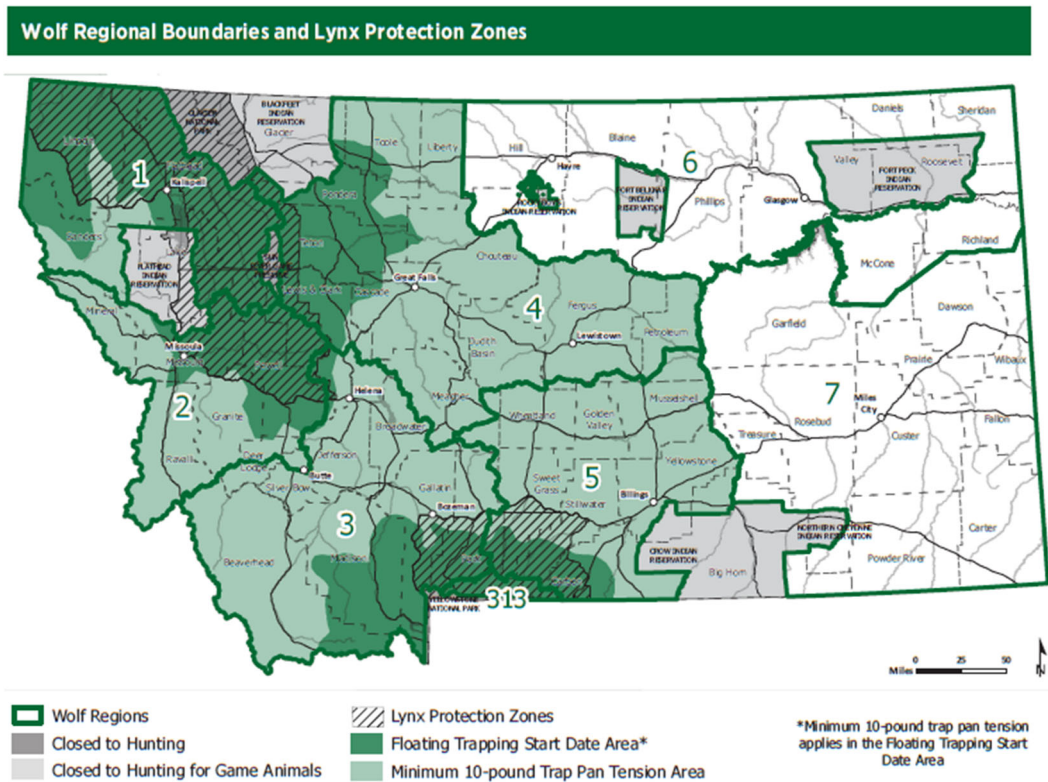 Wolf Regional Boundaries and Lynx Protection Zones
BLACKFEET
INDIAN
RESERVATION
Glacier
Toole
Liberty
Hill
Havre
Blaine
6
Daniels
Sheridan
Valley
Roosevelt
FORT PECK
INDIAN
RESERVATION
1
Kalispell
Pondera
INDIAN RESERVATION
FORT BELKNAP
INDIAN
RESERVATION
Phillips
Glasgow
Richland
Sanders
FLATHEAD
INDIAN
RESERVATION
Teton
Chouteau
McCone
Lewis & Clark
Cascade
Great Falls
4
Fergus
Mineral
Garfield
Dawson
Missoula
Judith
Basin
Lewistown
Petroleum
Prairie
Wibaux
2
Granite
Helena
Meagher
Broadwater
Wheatland
Golden
Valley
Musselshell
7
Miles
City
Rosebud
Treasure
Custer
Fallon
Ravalli
Deer
Lodge
Jefferson
Butte
Silver Bow
Gallatin
Bozeman
3
Sweet
Grass
5
Stillwater
Yellowstone
Billings
Beaverhead
Madison
CROW INDIAN
RESERVATION
Big Horn
NORTHERN CHEYENNE
INDIAN RESERVATION
Carter
Powder River
313
NATIONAL PARK
Miles
0 25 50
N
Wolf Regions
Closed to Hunting
Closed to Hunting for Game Animals
Lynx Protection Zones
Floating Trapping Start Date Area*
Minimum 10-pound Trap Pan Tension Area
*Minimum 10-pound trap pan tension
applies in the Floating Trapping Start
Date Area